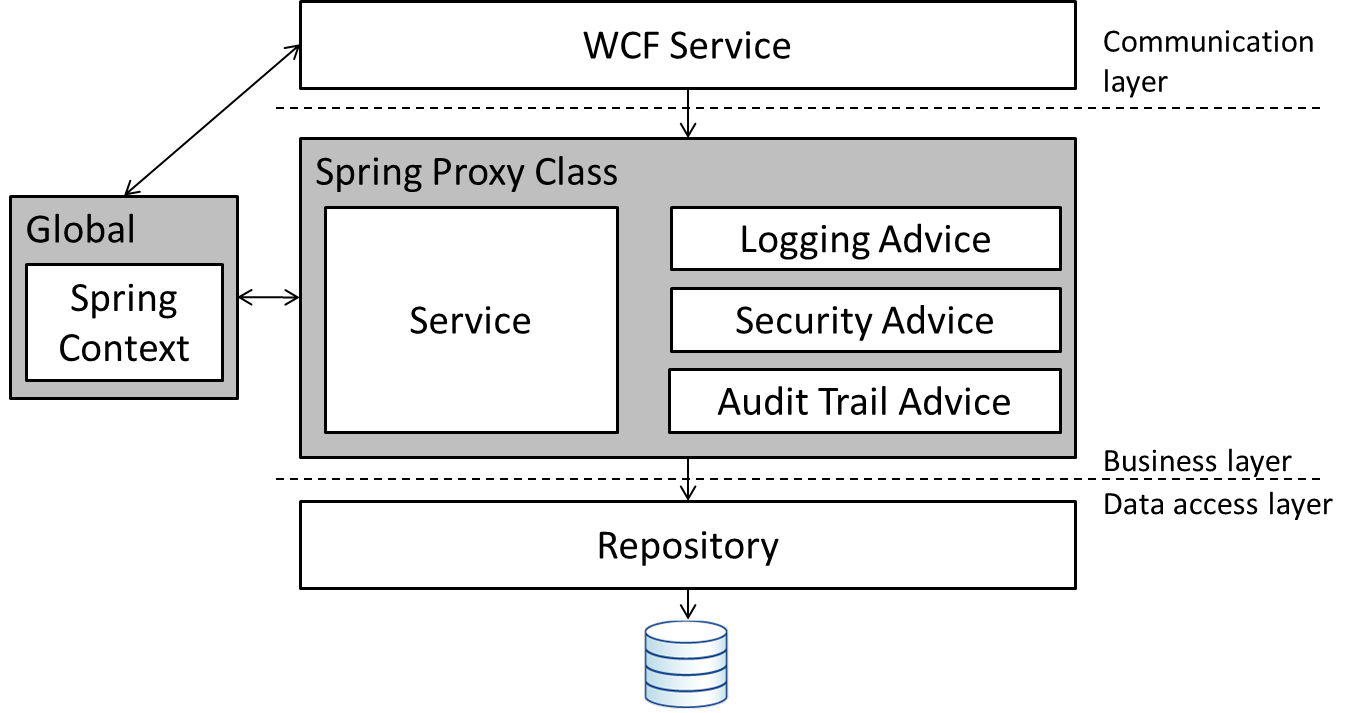 WCF Service
Communication
layer
Spring Proxy Class
Global
Spring
Context
Service
Logging Advice
Security Advice
Audit Trail Advice
Business layer
Data access layer
Repository